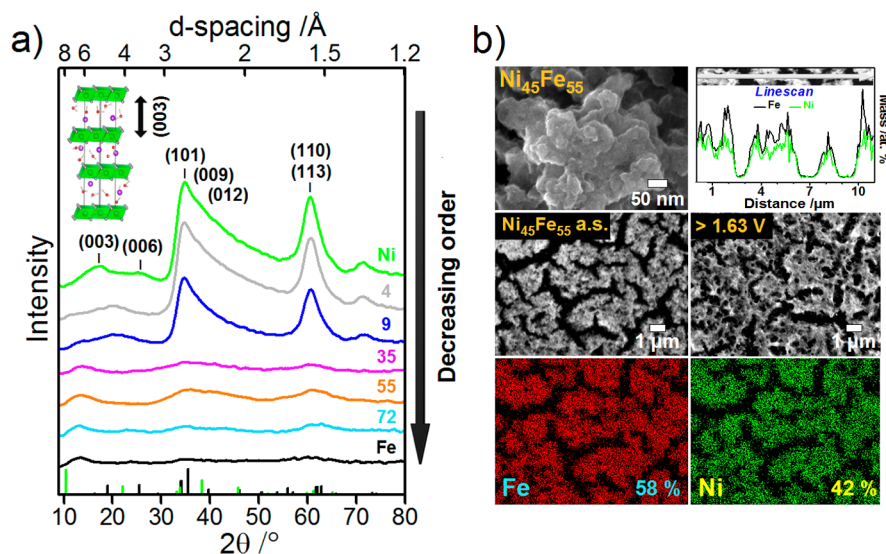 a)
d-spacing /Å
8 6 4 3 2 1.5 1.2
(003)
(101)
(009)
(012)
(110)
(113)
(003) (006)
Ni
4
9
35
55
72
Fe
Intensity
Decreasing order
10 20 30 40 50 60 70 80
2θ /°
b)
Ni45Fe55
50 nm
Linescan
Fe Ni
Mass /at. %
1 4 7 10
Distance /µm
Ni45Fe55 a.s.
1 µm
> 1.63 V
1 µm
Fe 58 %
Ni 42 %